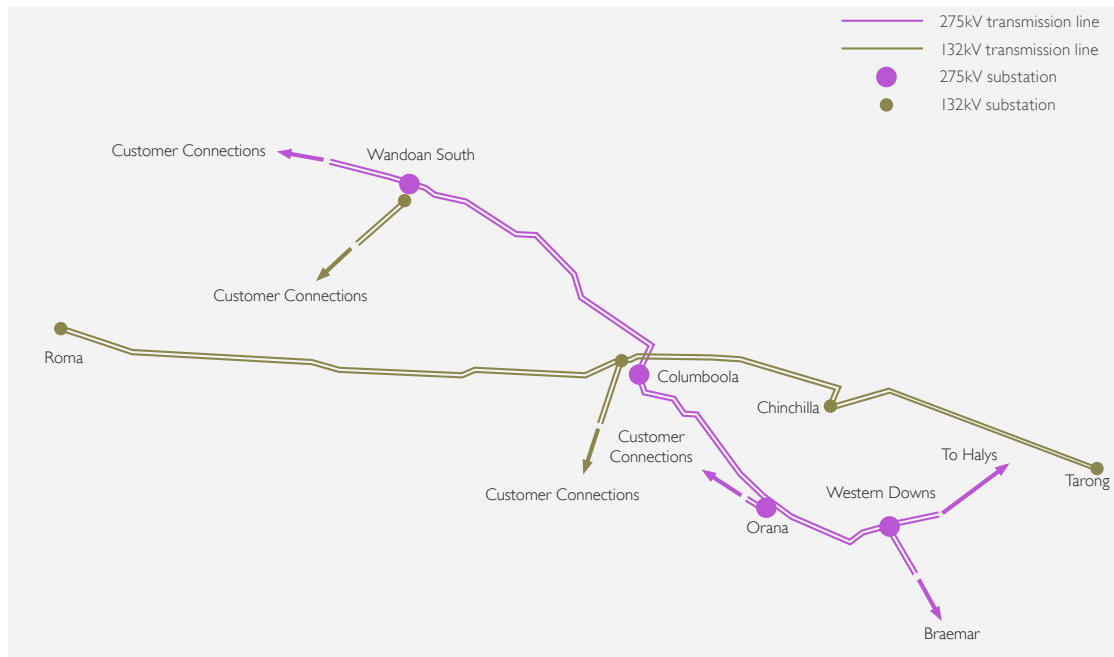 275kV transmission line
132kV transmission line
275kV substation
132kV substation
Customer Connections
Wandoan South
Customer Connections
Roma
Columboola
Chinchilla
Customer
Connections
To Halys
Tarong
Customer Connections
Western Downs
Orana
Braemar